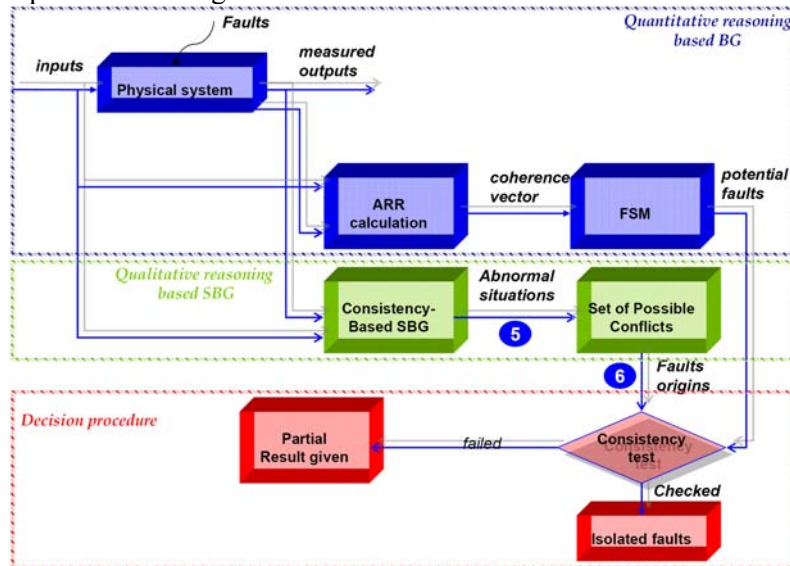 Faults
Quantitative reasoning
based BG
inputs
measured
outputs
Physical system
ARR
calculation
coherence
vector
FSM
potential
faults
Qualitative reasoning
based SBG
Consistency-
Based SBG
Abnormal
situations
5
Set of Possible
Conflicts
6
Faults
origins
Decision procedure
Partial
Result given
failed
Consistency
test
Checked
Isolated faults